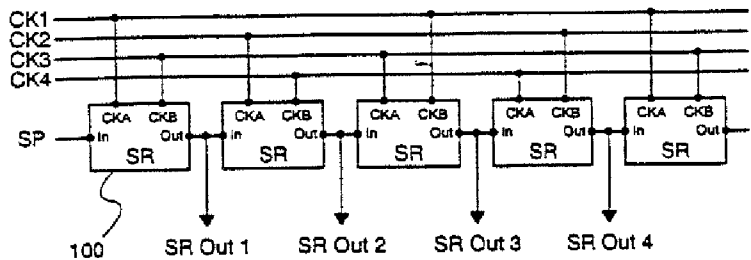 CK1
CK2
CK3
CK4
CKA CKB CKA CKB CKA CKB CKA CKB CKA CKB
SP In Out In Out In Out In Out In Out
SR SR SR SR SR
100 SR Out 1 SR Out 2 SR Out 3 SR Out 4